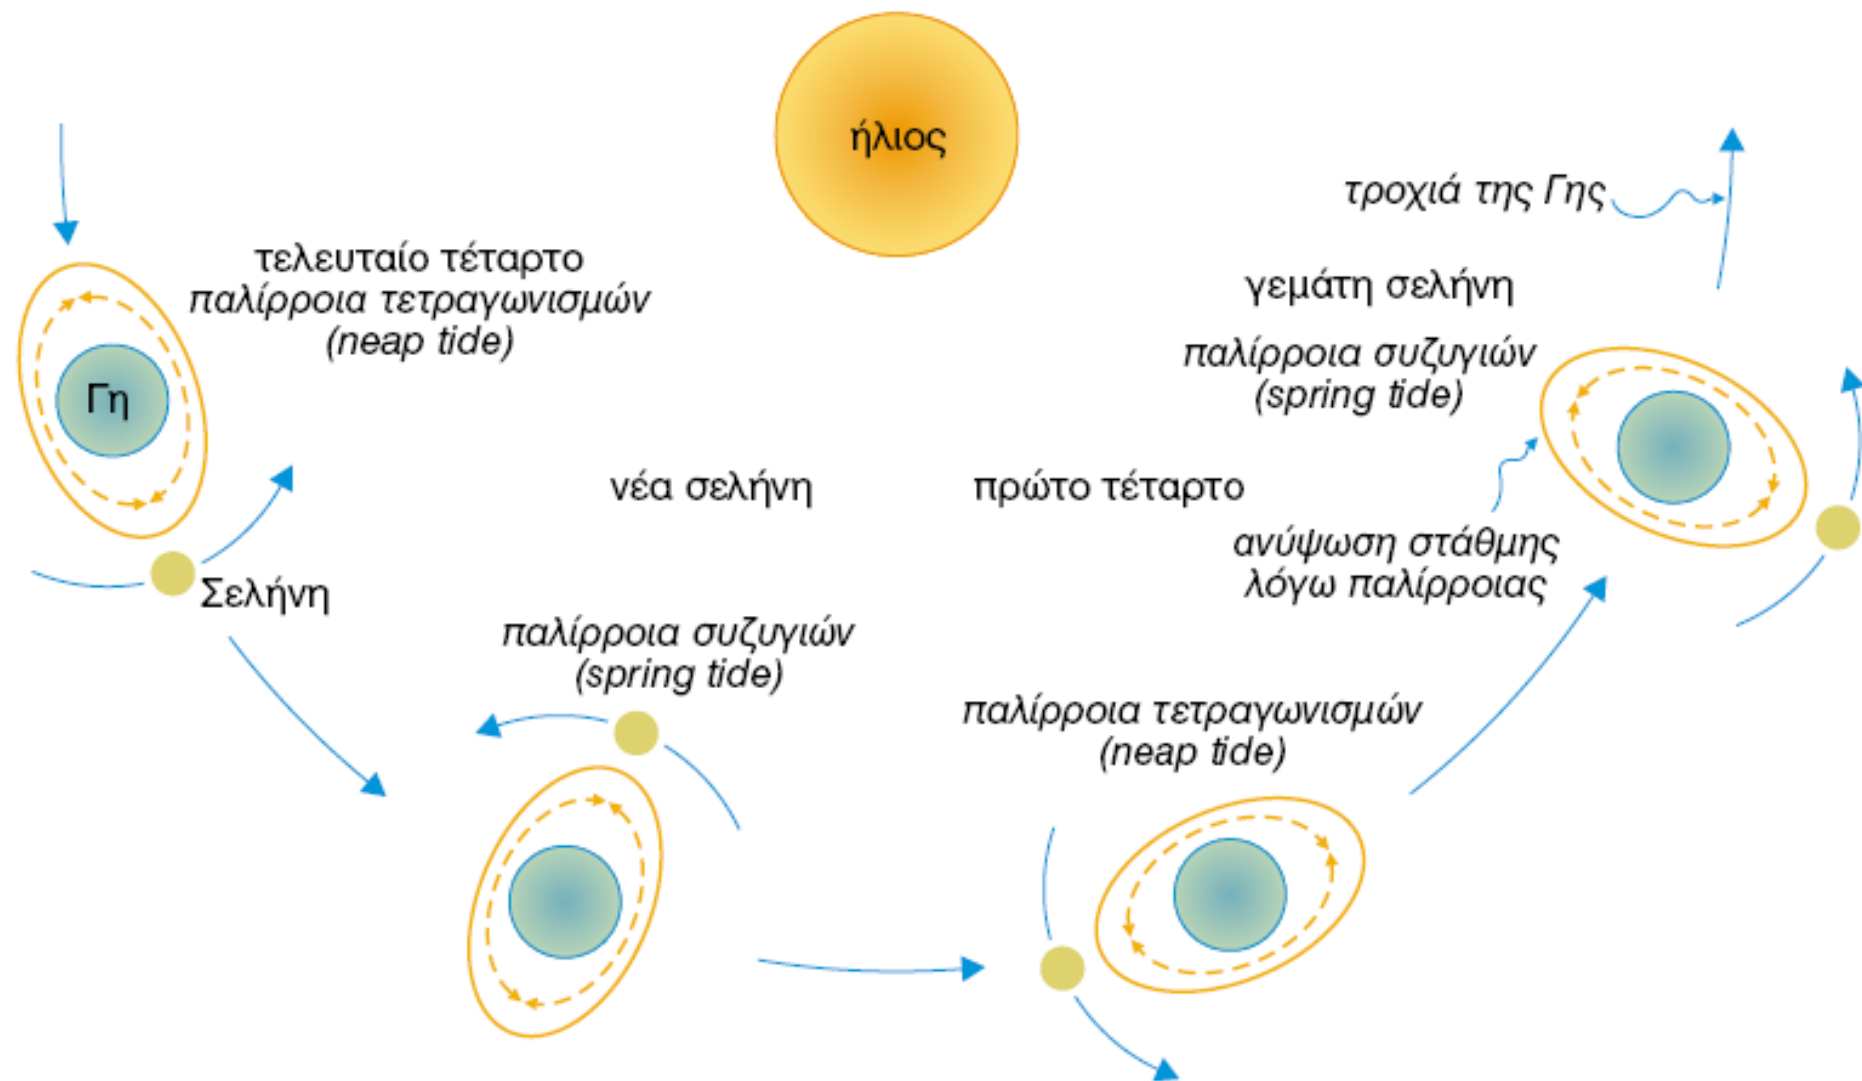 ήλιος
τροχιά της Γης
τελευταίο τέταρτο
παλίρροια τετραγωνισμών
(neap tide)
γεμάτη σελήνη
παλίρροια συζυγιών
(spring tide)
Γη
νέα σελήνη
πρώτο τέταρτο
ανύψωση στάθμης
λόγω παλίρροιας
Σελήνη
παλίρροια συζυγιών
(spring tide)
παλίρροια τετραγωνισμών
(neap tide)